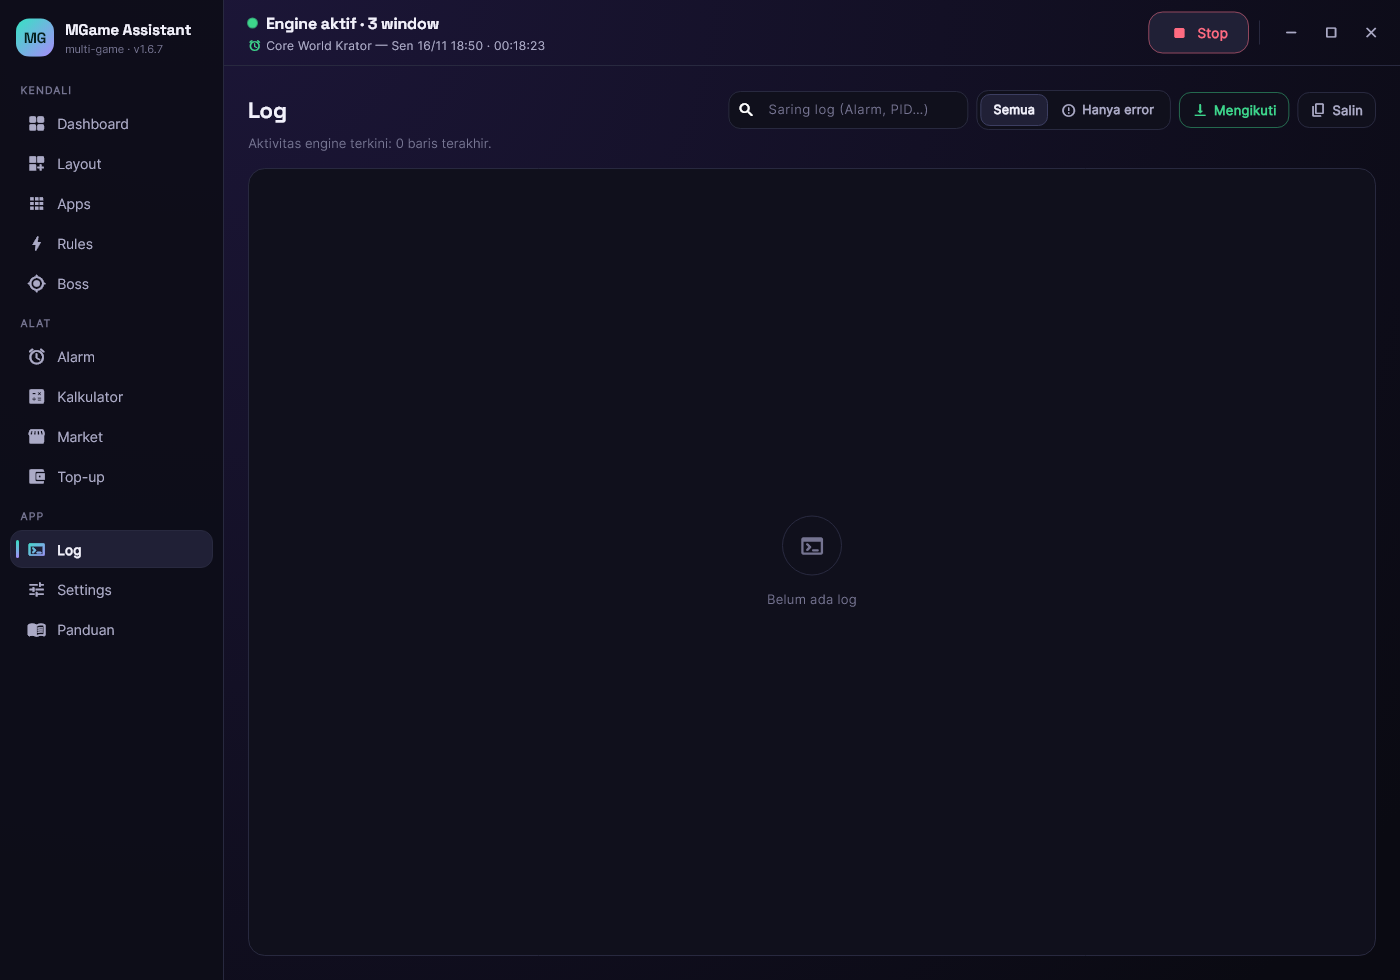 MG
MGame Assistant
multi-game · v1.6.7
KENDALI
Dashboard
Layout
Apps
Rules
Boss
ALAT
Alarm
Kalkulator
Market
Top-up
APP
Log
Settings
Panduan
Engine aktif · 3 window
Core World Krator — Sen 16/11 18:50 · 00:18:23
Stop
Log
Aktivitas engine terkini: 0 baris terakhir.
Saring log (Alarm, PID...)
Semua
Hanya error
Mengikuti
Salin
Belum ada log